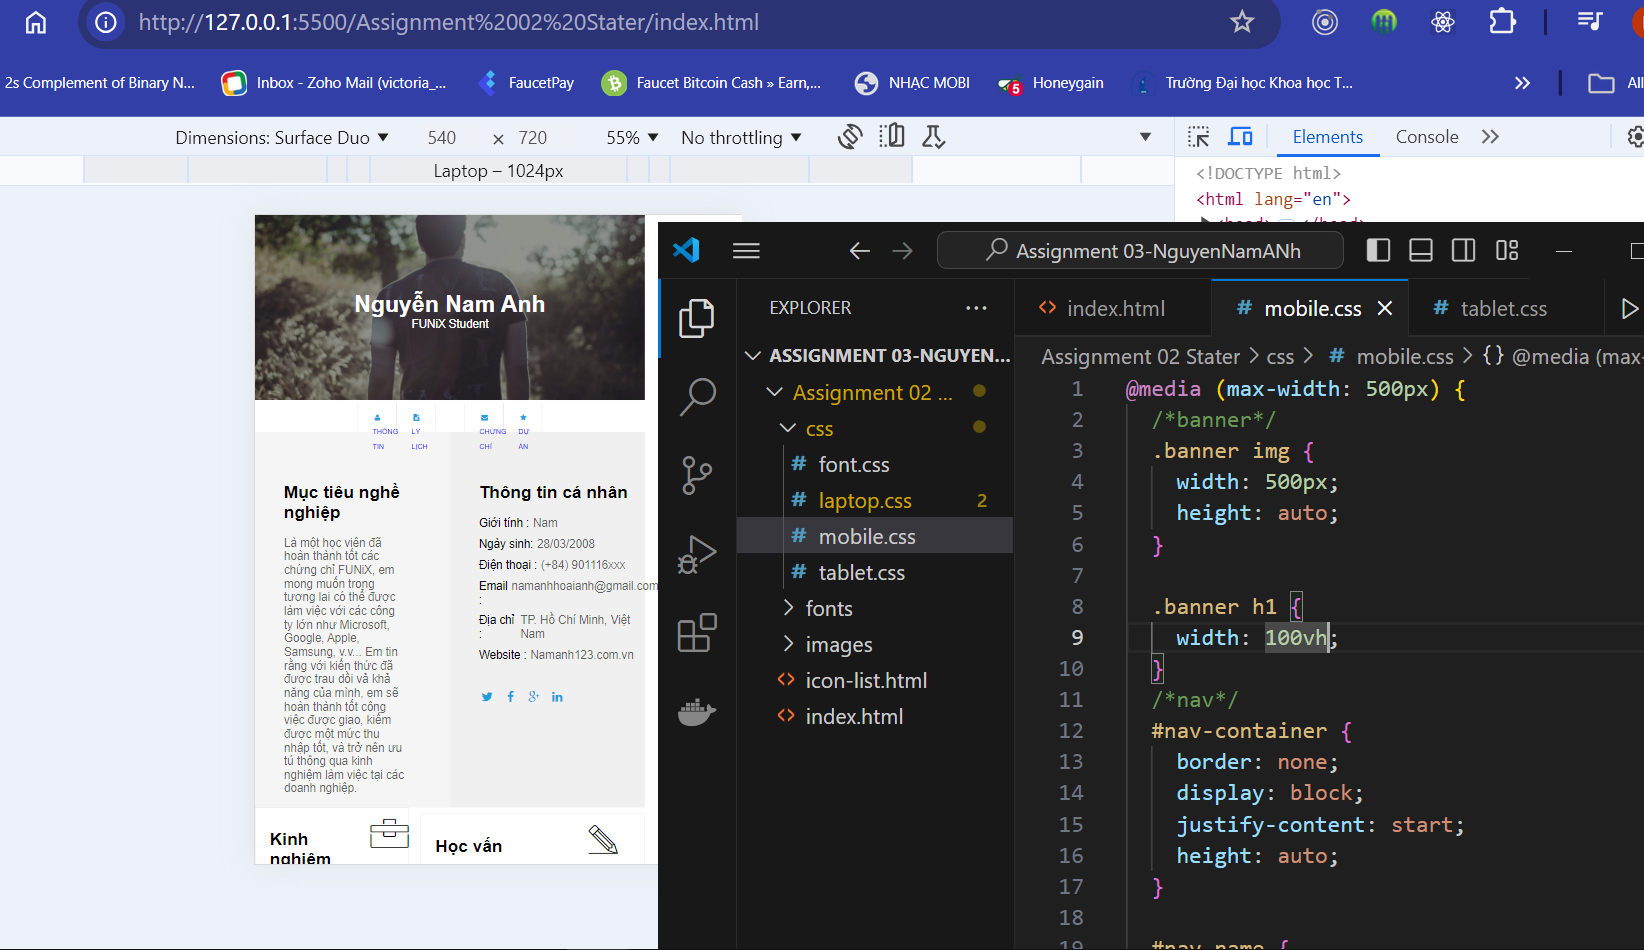 http://127.0.0.1:5500/Assignment%2002%20Stater/index.html
2s Complement of Binary N...
Inbox - Zoho Mail (victoria_...
FaucetPay
Faucet Bitcoin Cash » Earn,...
NHẠC MOBI
5
Honeygain
Trường Đại học Khoa học T...
All
Dimensions: Surface Duo
540
×
720
55%
No throttling
Elements
Console
Laptop – 1024px
<!DOCTYPE html>
<html lang="en">
Nguyễn Nam Anh
FUNiX Student
THÔNG TIN
LÝ LỊCH
CHỨNG CHỈ
DỰ ÁN
Mục tiêu nghề
nghiệp
Là một học viên đã
hoàn thành tốt các
chứng chỉ FUNiX, em
mong muốn trong
tương lai có thể được
làm việc với các công
ty lớn như Microsoft,
Google, Apple,
Samsung, v.v... Em tin
rằng với kiến thức đã
được trau dồi và khả
năng của mình, em sẽ
hoàn thành tốt công
việc được giao, kiếm
được một mức thu
nhập tốt, và trở nên ưu
tú thông qua kinh
nghiệm làm việc tại các
doanh nghiệp.
Thông tin cá nhân
Giới tính : Nam
Ngày sinh: 28/03/2008
Điện thoại : (+84) 901116xxx
Email namanhhoaianh@gmail.com
:
Địa chỉ TP. Hồ Chí Minh, Việt
: Nam
Website : Namanh123.com.vn
Kinh
nghiệm
Học vấn
Assignment 03-NguyenNamANh
EXPLORER
ASSIGNMENT 03-NGUYEN...
Assignment 02 ...
css
font.css
laptop.css 2
mobile.css
tablet.css
fonts
images
icon-list.html
index.html
index.html
mobile.css
tablet.css
Assignment 02 Stater > css > # mobile.css > {} @media (max-
1 @media (max-width: 500px) {
2 /*banner*/
3 .banner img {
4 width: 500px;
5 height: auto;
6 }
7
8 .banner h1 {
9 width: 100vh;
10 }
11 /*nav*/
12 #nav-container {
13 border: none;
14 display: block;
15 justify-content: start;
16 height: auto;
17 }
18
19 #nav-name {